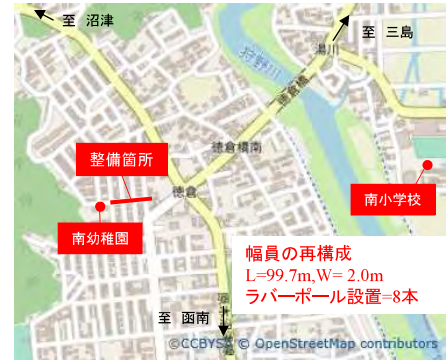 至 沼津
至 三島
湯川
狩野川
徳倉橋
徳倉橋南
整備箇所
徳倉
南小学校
南幼稚園
幅員の再構成
L=99.7m,W= 2.0m
ラバーポール設置=8本
至 函南
©CCBYSA © OpenStreetMap contributors